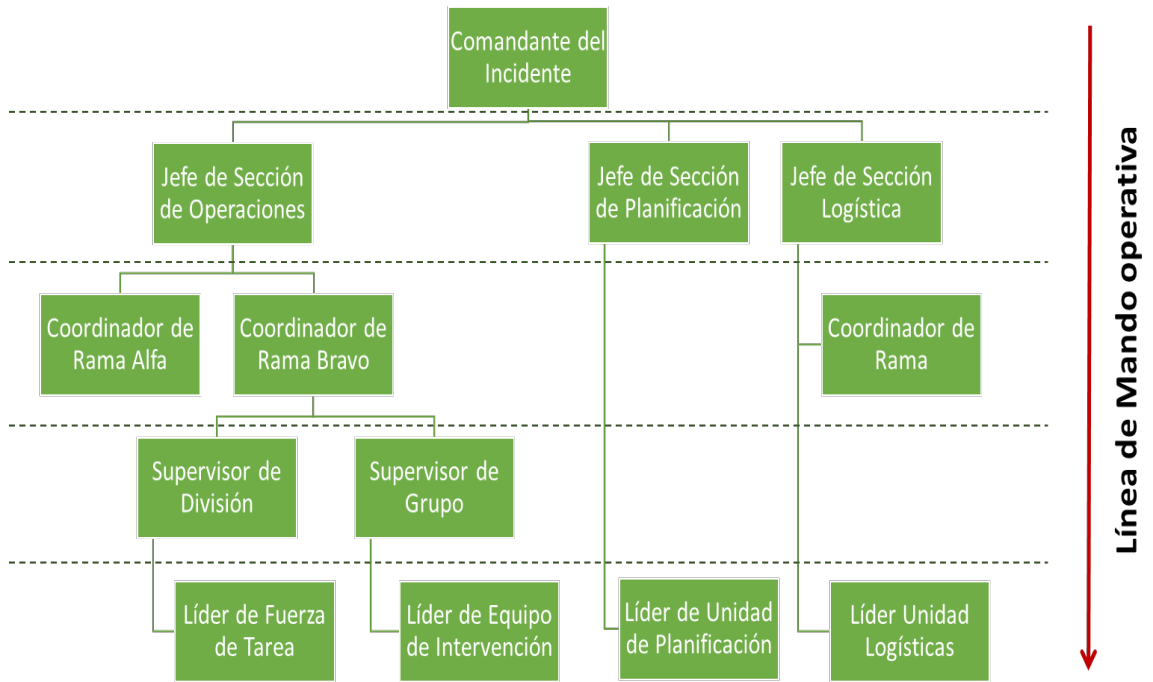 Comandante del
Incidente
Jefe de Sección
de Operaciones
Jefe de Sección
de Planificación
Jefe de Sección
Logística
Coordinador de
Rama Alfa
Coordinador de
Rama Bravo
Coordinador de
Rama
Supervisor de
División
Supervisor de
Grupo
Líder de Fuerza
de Tarea
Líder de Equipo
de Intervención
Líder de Unidad
de Planificación
Líder Unidad
Logísticas
Línea de Mando operativa